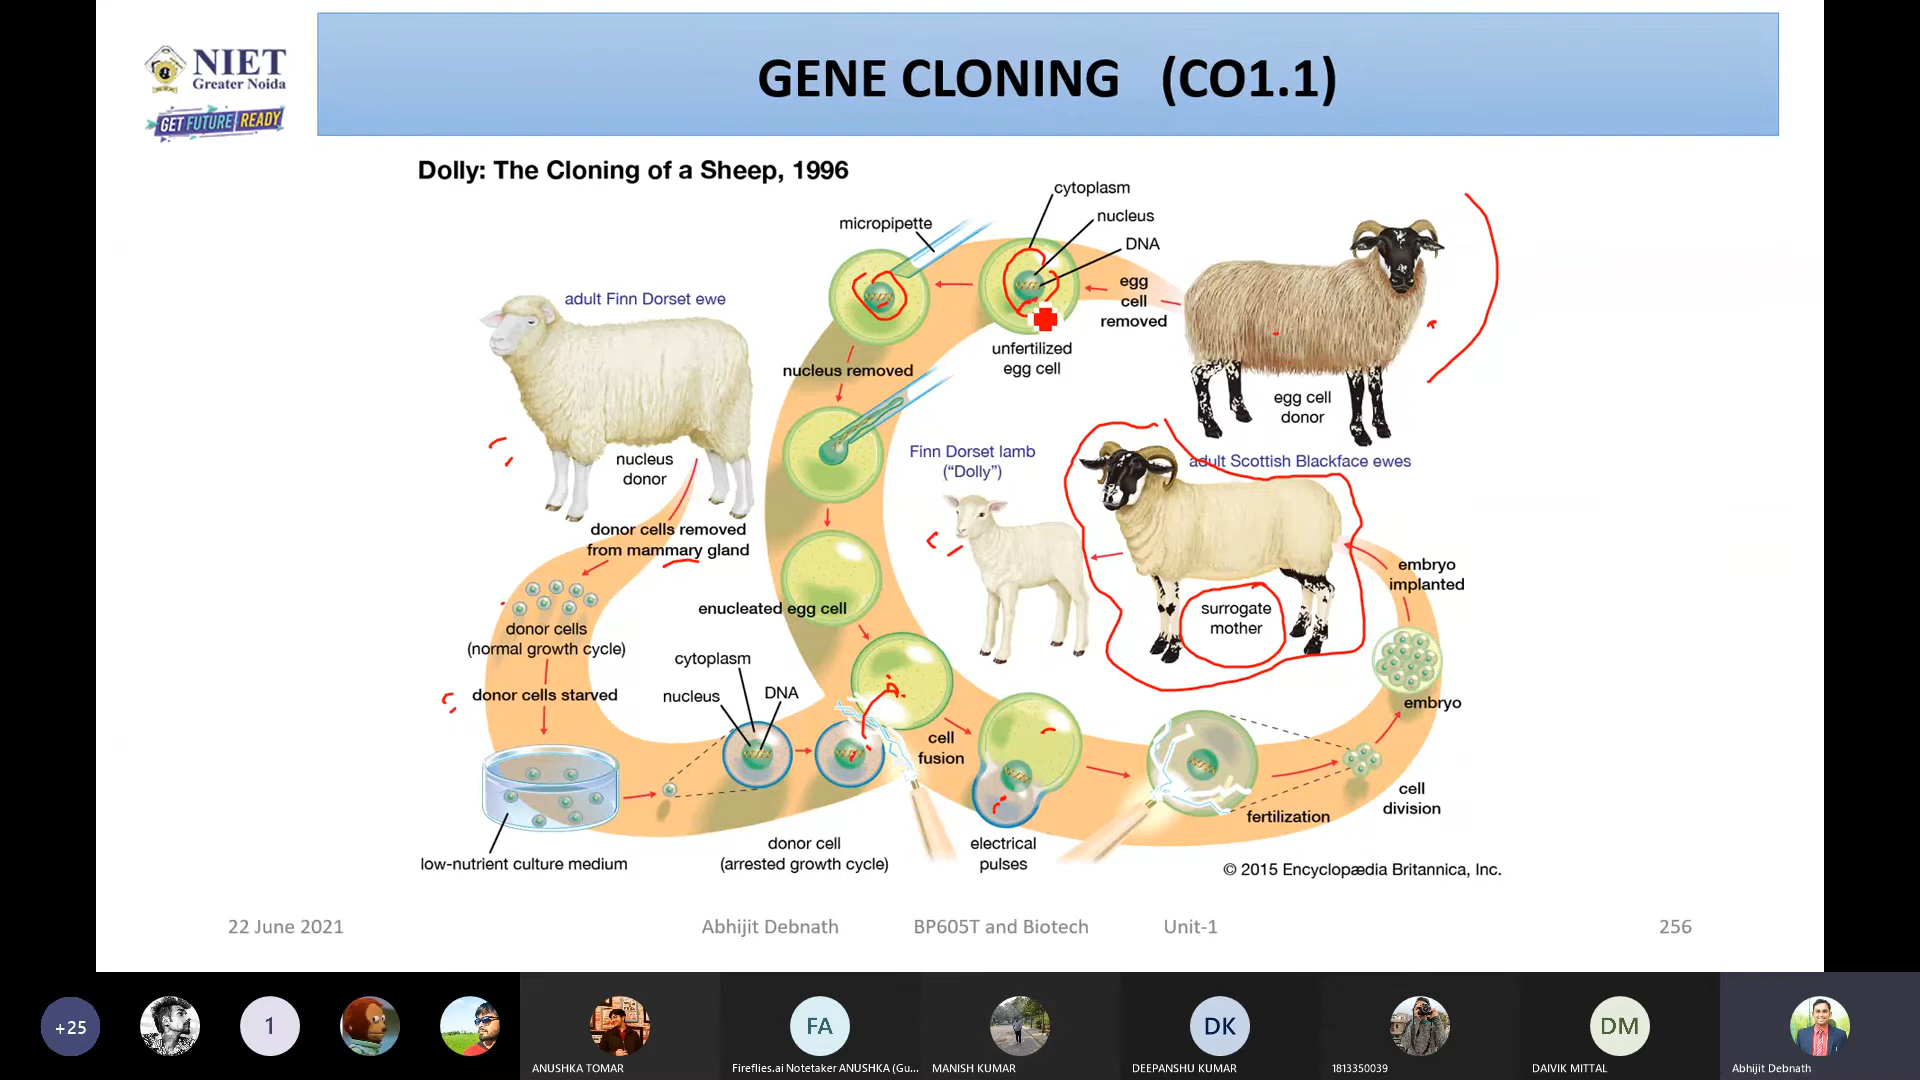 NIET
Greater Noida
GET FUTURE READY
GENE CLONING (CO1.1)
Dolly: The Cloning of a Sheep, 1996
cytoplasm
nucleus
DNA
micropipette
egg
cell
removed
adult Finn Dorset ewe
unfertilized
egg cell
nucleus removed
egg cell
donor
nucleus
donor
Finn Dorset lamb
(“Dolly”)
adult Scottish Blackface ewes
donor cells removed
from mammary gland
embryo
implanted
enucleated egg cell
surrogate
mother
donor cells
(normal growth cycle)
cytoplasm
nucleus
DNA
donor cells starved
embryo
cell
fusion
cell
division
fertilization
low-nutrient culture medium
donor cell
(arrested growth cycle)
electrical
pulses
© 2015 Encyclopædia Britannica, Inc.
22 June 2021
Abhijit Debnath BP605T and Biotech Unit-1
256
+25
1
FA
DK
DM
ANUSHKA TOMAR
Fireflies.ai Notetaker ANUSHKA (Gu...
MANISH KUMAR
DEEPANSHU KUMAR
1813350039
DAIVIK MITTAL
Abhijit Debnath